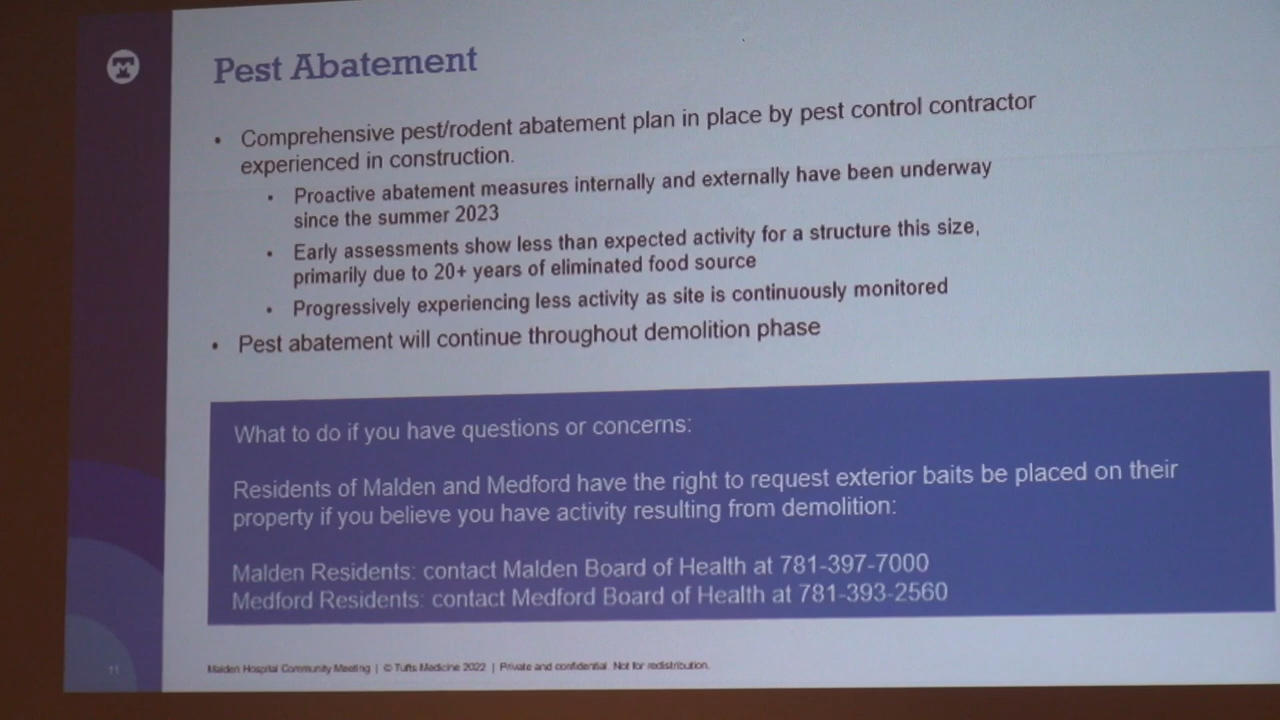 Pest Abatement
• Comprehensive pest/rodent abatement plan in place by pest control contractor
experienced in construction.
• Proactive abatement measures internally and externally have been underway
since the summer 2023
• Early assessments show less than expected activity for a structure this size,
primarily due to 20+ years of eliminated food source
• Progressively experiencing less activity as site is continuously monitored
• Pest abatement will continue throughout demolition phase
What to do if you have questions or concerns:
Residents of Malden and Medford have the right to request exterior baits be placed on their
property if you believe you have activity resulting from demolition:
Malden Residents: contact Malden Board of Health at 781-397-7000
Medford Residents: contact Medford Board of Health at 781-393-2560
11
Malden Hospital Community Meeting | © Tufts Medicine 2022 | Private and confidential. Not for redistribution.